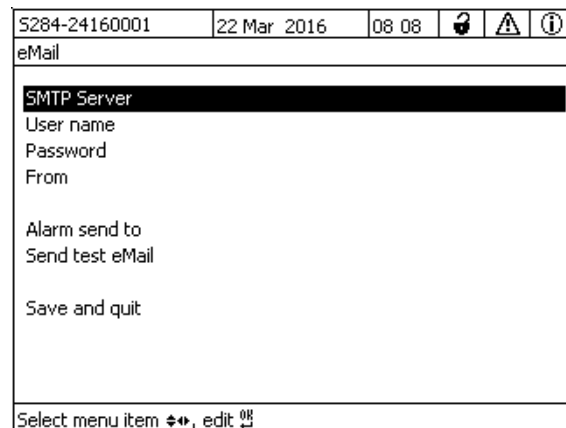 S284-24160001 22 Mar 2016 08 08
eMail
SMTP Server
User name
Password
From
Alarm send to
Send test eMail
Save and quit
Select menu item, edit OK